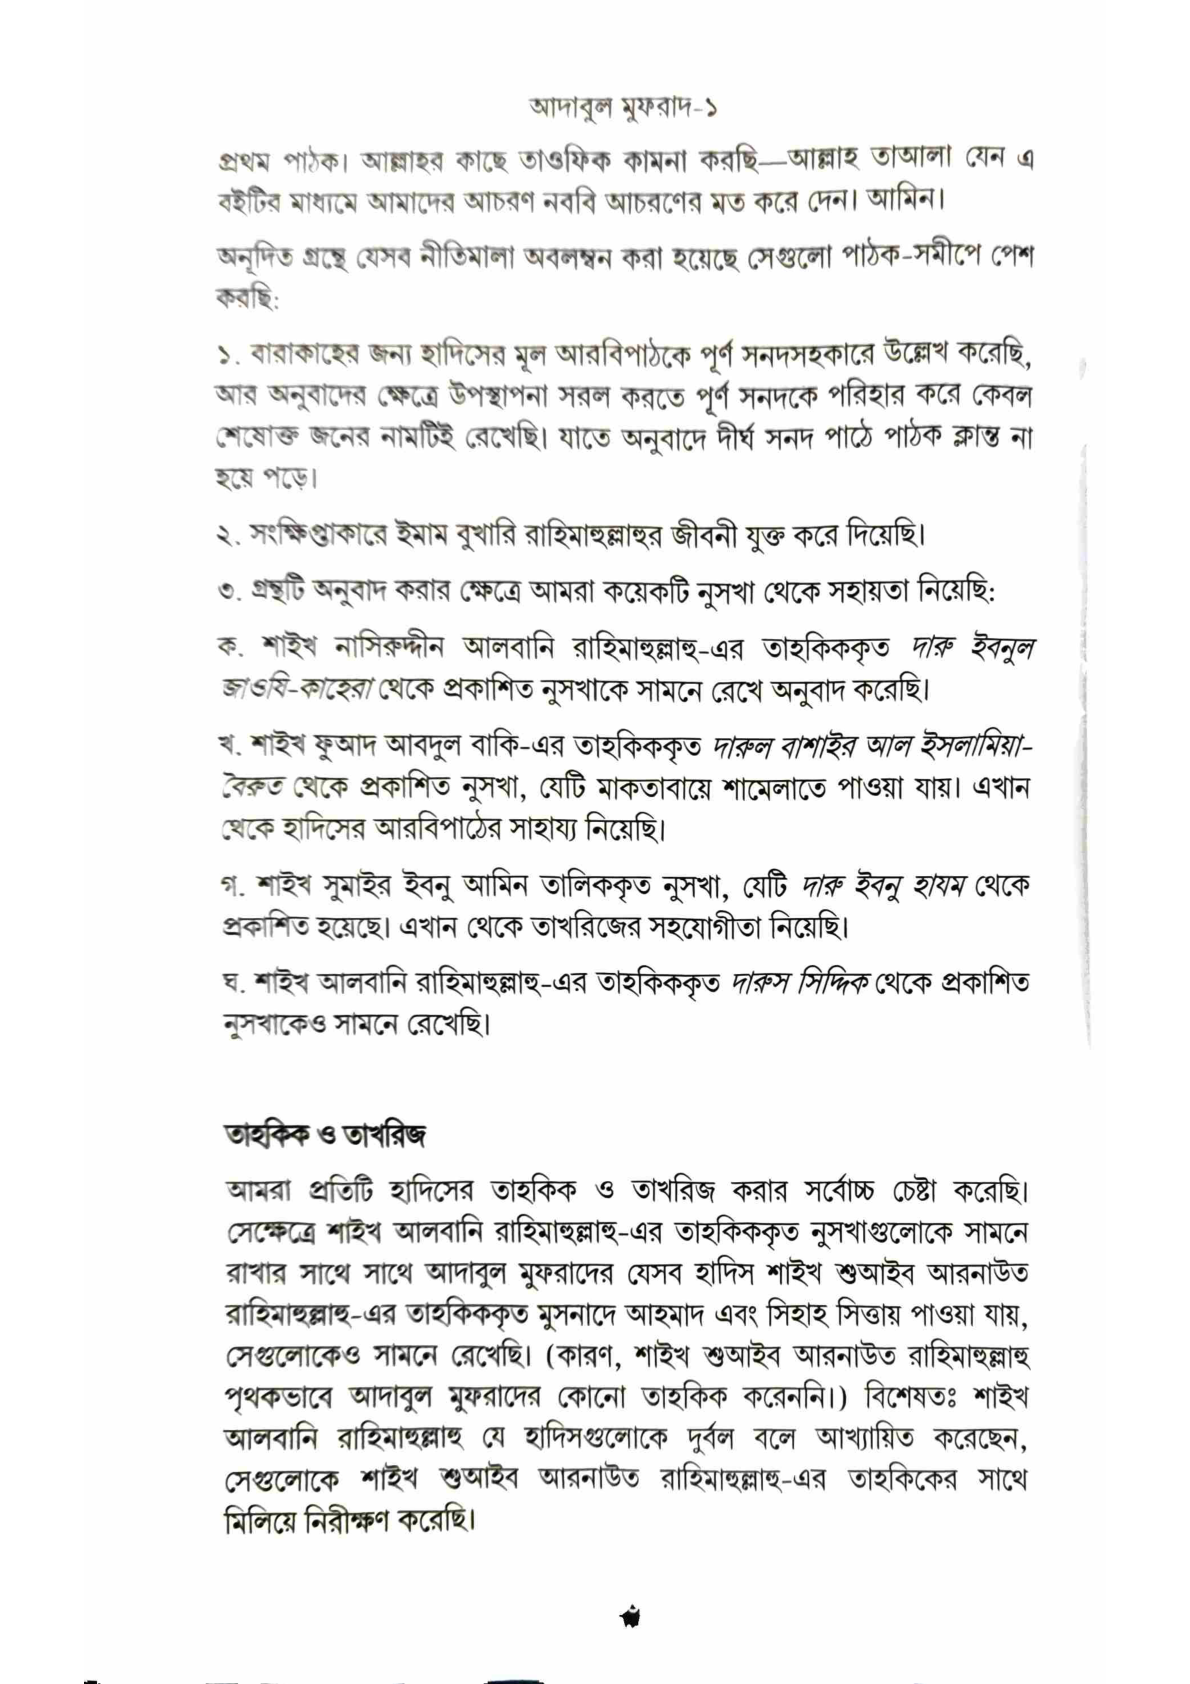 আদাবুল মুফরাদ-১
প্রথম পাঠক। আল্লাহর কাছে তাওফিক কামনা করছি—আল্লাহ তাআলা যেন এ
বইটির মাধ্যমে আমাদের আচরণ নববি আচরণের মত করে দেন। আমিন।
অনূদিত গ্রন্থে যেসব নীতিমালা অবলম্বন করা হয়েছে সেগুলো পাঠক-সমীপে পেশ
করছি:
১. বারাকাহের জন্য হাদিসের মূল আরবিপাঠকে পূর্ণ সনদসহকারে উল্লেখ করেছি,
আর অনুবাদের ক্ষেত্রে উপস্থাপনা সরল করতে পূর্ণ সনদকে পরিহার করে কেবল
শেষোক্ত জনের নামটিই রেখেছি। যাতে অনুবাদে দীর্ঘ সনদ পাঠে পাঠক ক্লান্ত না
হয়ে পড়ে।
২. সংক্ষিপ্তাকারে ইমাম বুখারি রাহিমাহুল্লাহুর জীবনী যুক্ত করে দিয়েছি।
৩. গ্রন্থটি অনুবাদ করার ক্ষেত্রে আমরা কয়েকটি নুসখা থেকে সহায়তা নিয়েছি:
ক. শাইখ নাসিরুদ্দীন আলবানি রাহিমাহুল্লাহু-এর তাহকিককৃত দারু ইবনুল
জাওযি-কাহেরা থেকে প্রকাশিত নুসখাকে সামনে রেখে অনুবাদ করেছি।
খ. শাইখ ফুআদ আবদুল বাকি-এর তাহকিককৃত দারুল বাশাইর আল ইসলামিয়া-
বৈরুত থেকে প্রকাশিত নুসখা, যেটি মাকতাবায়ে শামেলাতে পাওয়া যায়। এখান
থেকে হাদিসের আরবিপাঠের সাহায্য নিয়েছি।
গ. শাইখ সুমাইর ইবনু আমিন তালিককৃত নুসখা, যেটি দারু ইবনু হাযম থেকে
প্রকাশিত হয়েছে। এখান থেকে তাখরিজের সহযোগীতা নিয়েছি।
ঘ. শাইখ আলবানি রাহিমাহুল্লাহু-এর তাহকিককৃত দারুস সিদ্দিক থেকে প্রকাশিত
নুসখাকেও সামনে রেখেছি।
তাহকিক ও তাখরিজ
আমরা প্রতিটি হাদিসের তাহকিক ও তাখরিজ করার সর্বোচ্চ চেষ্টা করেছি।
সেক্ষেত্রে শাইখ আলবানি রাহিমাহুল্লাহু-এর তাহকিককৃত নুসখাগুলোকে সামনে
রাখার সাথে সাথে আদাবুল মুফরাদের যেসব হাদিস শাইখ শুআইব আরনাউত
রাহিমাহুল্লাহু-এর তাহকিককৃত মুসনাদে আহমাদ এবং সিহাহ সিত্তায় পাওয়া যায়,
সেগুলোকেও সামনে রেখেছি। (কারণ, শাইখ শুআইব আরনাউত রাহিমাহুল্লাহু
পৃথকভাবে আদাবুল মুফরাদের কোনো তাহকিক করেননি।) বিশেষতঃ শাইখ
আলবানি রাহিমাহুল্লাহু যে হাদিসগুলোকে দুর্বল বলে আখ্যায়িত করেছেন,
সেগুলোকে শাইখ শুআইব আরনাউত রাহিমাহুল্লাহু-এর তাহকিকের সাথে
মিলিয়ে নিরীক্ষণ করেছি।